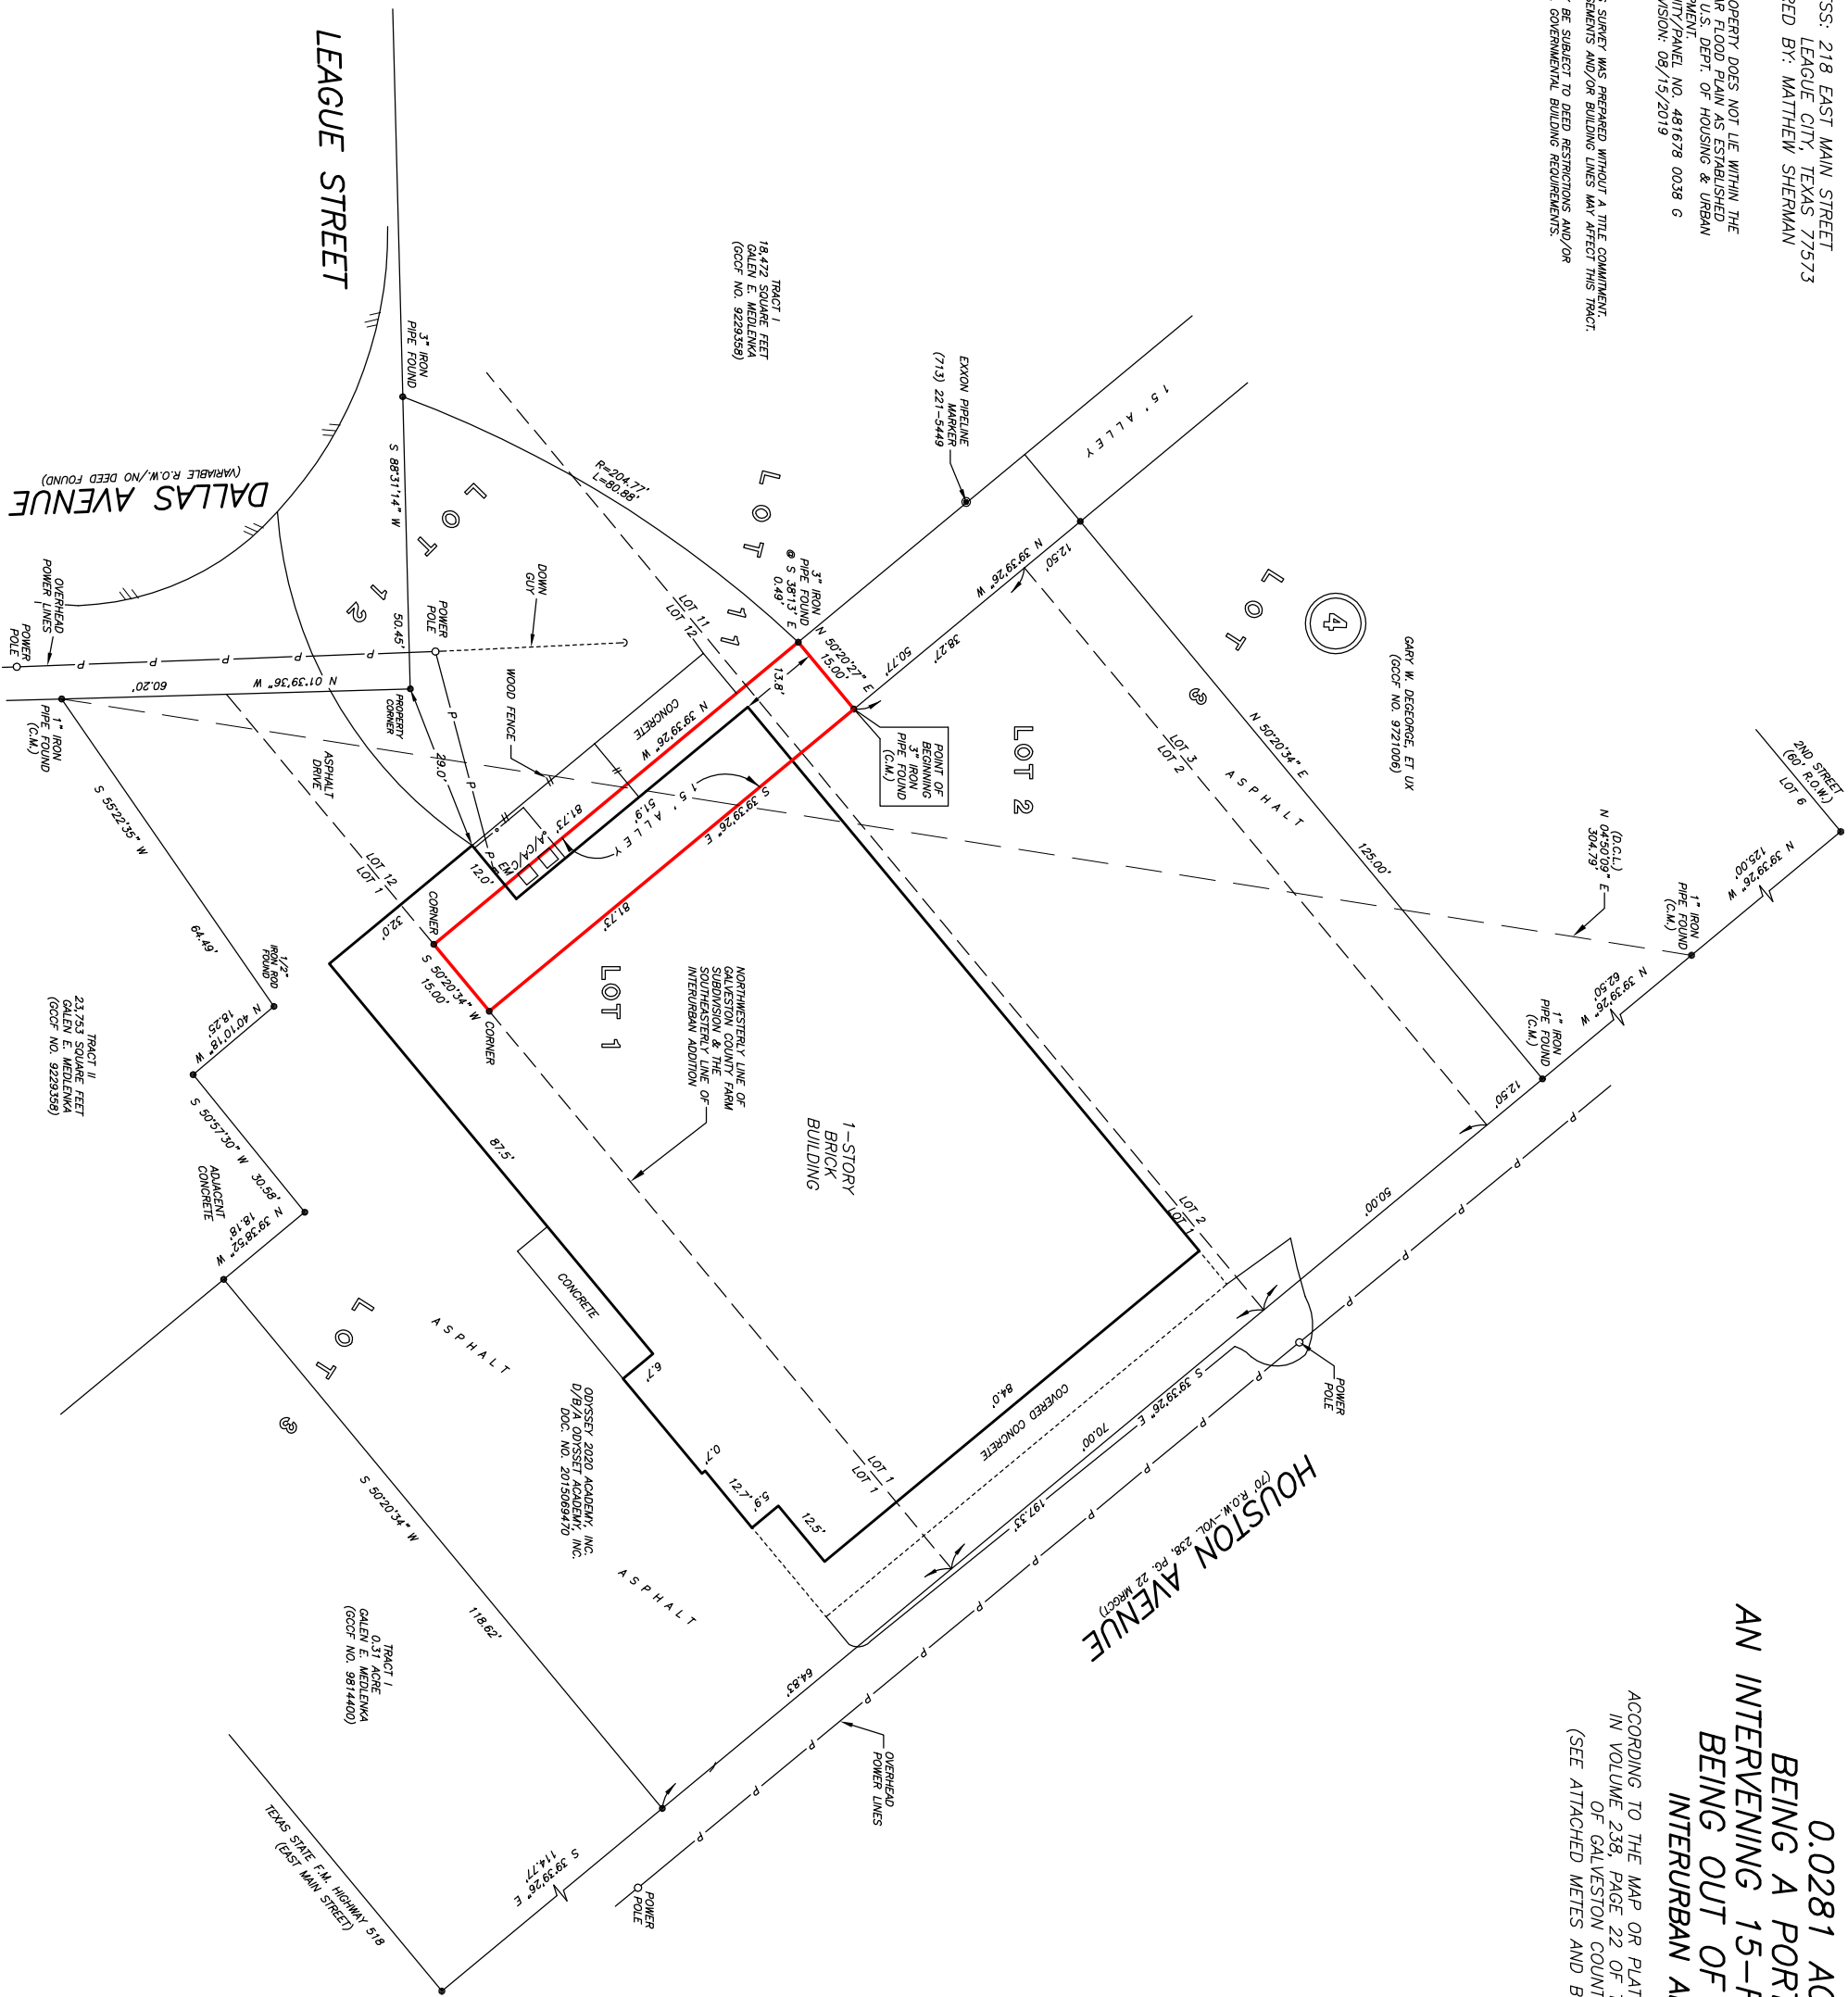 SS: 218 EAST MAIN STREET
LEAGUE CITY, TEXAS 77573
ED BY: MATTHEW SHERMAN
OPERTY DOES NOT LIE WITHIN THE
AR FLOOD PLAIN AS ESTABLISHED
U.S. DEPT. OF HOUSING & URBAN
PMENT.
ITY/PANEL NO. 481678 0038 G
VISION: 08/15/2019
S SURVEY WAS PREPARED WITHOUT A TITLE COMMITMENT.
SEMENTS AND/OR BUILDING LINES MAY AFFECT THIS TRACT.
Y BE SUBJECT TO DEED RESTRICTIONS AND/OR
GOVERNMENTAL BUILDING REQUIREMENTS.
0.0281 AC
BEING A PORT
AN INTERVENING 15-F
BEING OUT OF
INTERURBAN A
ACCORDING TO THE MAP OR PLAT
IN VOLUME 238, PAGE 22 OF
OF GALVESTON COUNT
(SEE ATTACHED METES AND B
2ND STREET
(60' R.O.W.)
LOT 6
N 39°39'26" W
125.00'
1" IRON
PIPE FOUND
(C.M.)
N 39°39'26" W
62.50'
1" IRON
PIPE FOUND
(C.M.)
(D.C.L.)
N 04°50'09" E
304.79'
GARY W. DEGEORGE, ET UX
(GCCF NO. 9721006)
4
LOT 3
N 50°20'34" E
125.00'
ASPHALT
LOT 3
LOT 2
12.50'
50.00'
LOT 2
15' ALLEY
EXXON PIPELINE
MARKER
(713) 221-5449
12.50'
N 39°39'26" W
38.27'
50.77'
POINT OF
BEGINNING
3" IRON
PIPE FOUND
(C.M.)
N 50°20'27" E
15.00'
3" IRON
PIPE FOUND
@ S 38°13' E
0.49'
TRACT I
18,472 SQUARE FEET
GALEN E. MEDLENKA
(GCCF NO. 9229358)
LOT 11
R=204.77'
L=80.88'
LOT 11
LOT 12
13.8'
CONCRETE
N 39°39'26" W
81.73'
51.9'
15' ALLEY
S 39°39'26" E
81.73'
WOOD FENCE
DOWN
GUY
POWER
POLE
LOT 12
3" IRON
PIPE FOUND
S 88°31'14" W
50.45'
LEAGUE STREET
DALLAS AVENUE
(VARIABLE R.O.W./NO DEED FOUND)
OVERHEAD
POWER LINES
POWER
POLE
P P P P P
N 01°39'36" W
60.20'
PROPERTY
CORNER
29.0'
P P P
EM
A/C
A/C
12.0'
1" IRON
PIPE FOUND
(C.M.)
ASPHALT
DRIVE
LOT 12
LOT 1
32.0'
CORNER
S 50°20'34" W
15.00'
CORNER
LOT 1
S 55°22'35" W
64.49'
1/2"
IRON ROD
FOUND
N 40°10'18" W
18.25'
S 50°57'30" W
30.58'
N 39°38'52" W
18.18'
ADJACENT
CONCRETE
TRACT II
23,753 SQUARE FEET
GALEN E. MEDLENKA
(GCCF NO. 9229358)
NORTHWESTERLY LINE OF
GALVESTON COUNTY FARM
SUBDIVISION & THE
SOUTHEASTERLY LINE OF
INTERURBAN ADDITION
1-STORY
BRICK
BUILDING
87.5'
CONCRETE
6.7'
0.7'
12.7'
5.9'
12.5'
84.0'
COVERED CONCRETE
LOT 2
LOT 1
LOT 1
LOT 1
S 39°39'26" E
70.00'
197.33'
64.83'
POWER
POLE
HOUSTON AVENUE
(70' R.O.W.-VOL. 238, PG. 22 MRGCT)
P P P P P P P P P P P P P P
OVERHEAD
POWER LINES
POWER
POLE
ASPHALT
ODYSSEY 2020 ACADEMY, INC.
D/B/A ODYSSET ACADEMY, INC.
DOC. NO. 2015069470
ASPHALT
LOT 3
S 50°20'34" W
118.62'
TRACT I
0.31 ACRE
GALEN E. MEDLENKA
(GCCF NO. 9814400)
S 39°39'26" E
114.77'
TEXAS STATE F.M. HIGHWAY 518
(EAST MAIN STREET)